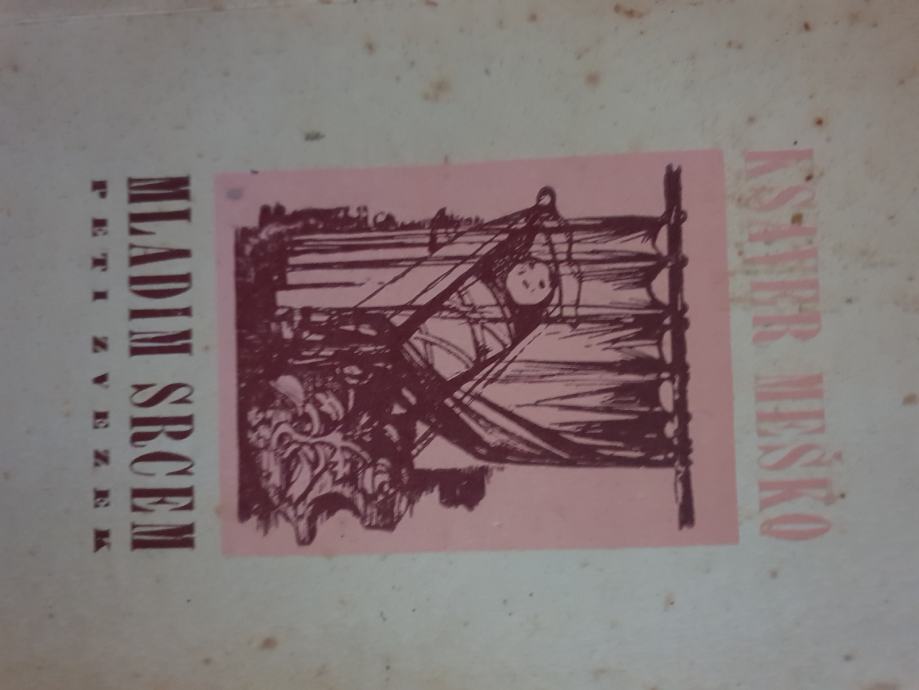 KSAVER MEŠKO
MLADIM SRCEM
PETI ZVEZEK